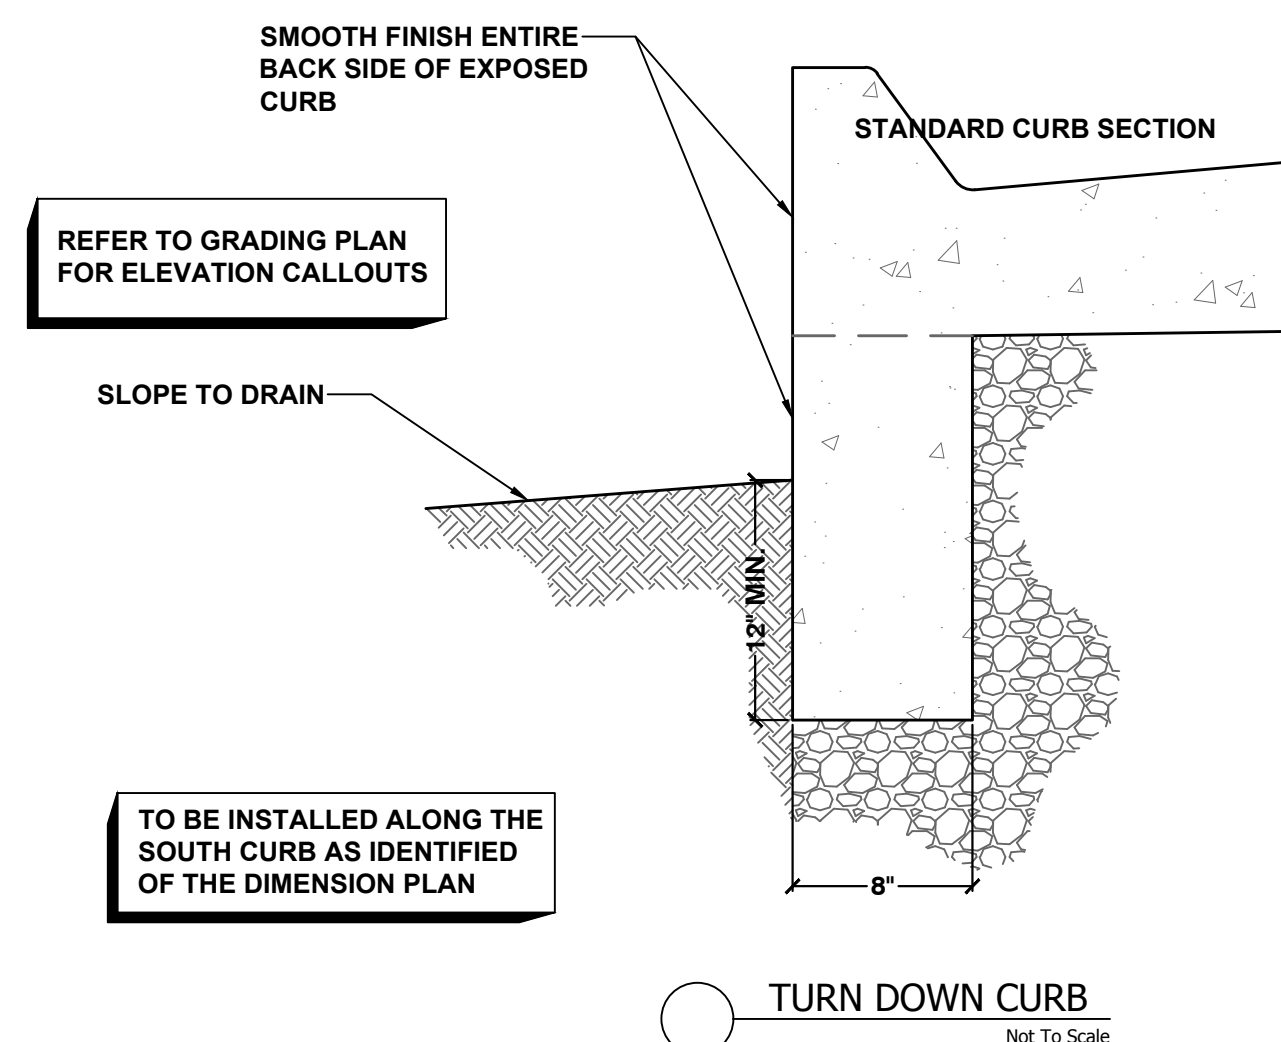 SMOOTH FINISH ENTIRE
BACK SIDE OF EXPOSED
CURB
STANDARD CURB SECTION
REFER TO GRADING PLAN
FOR ELEVATION CALLOUTS
SLOPE TO DRAIN
12" MIN.
TO BE INSTALLED ALONG THE
SOUTH CURB AS IDENTIFIED
OF THE DIMENSION PLAN
8"
TURN DOWN CURB
Not To Scale